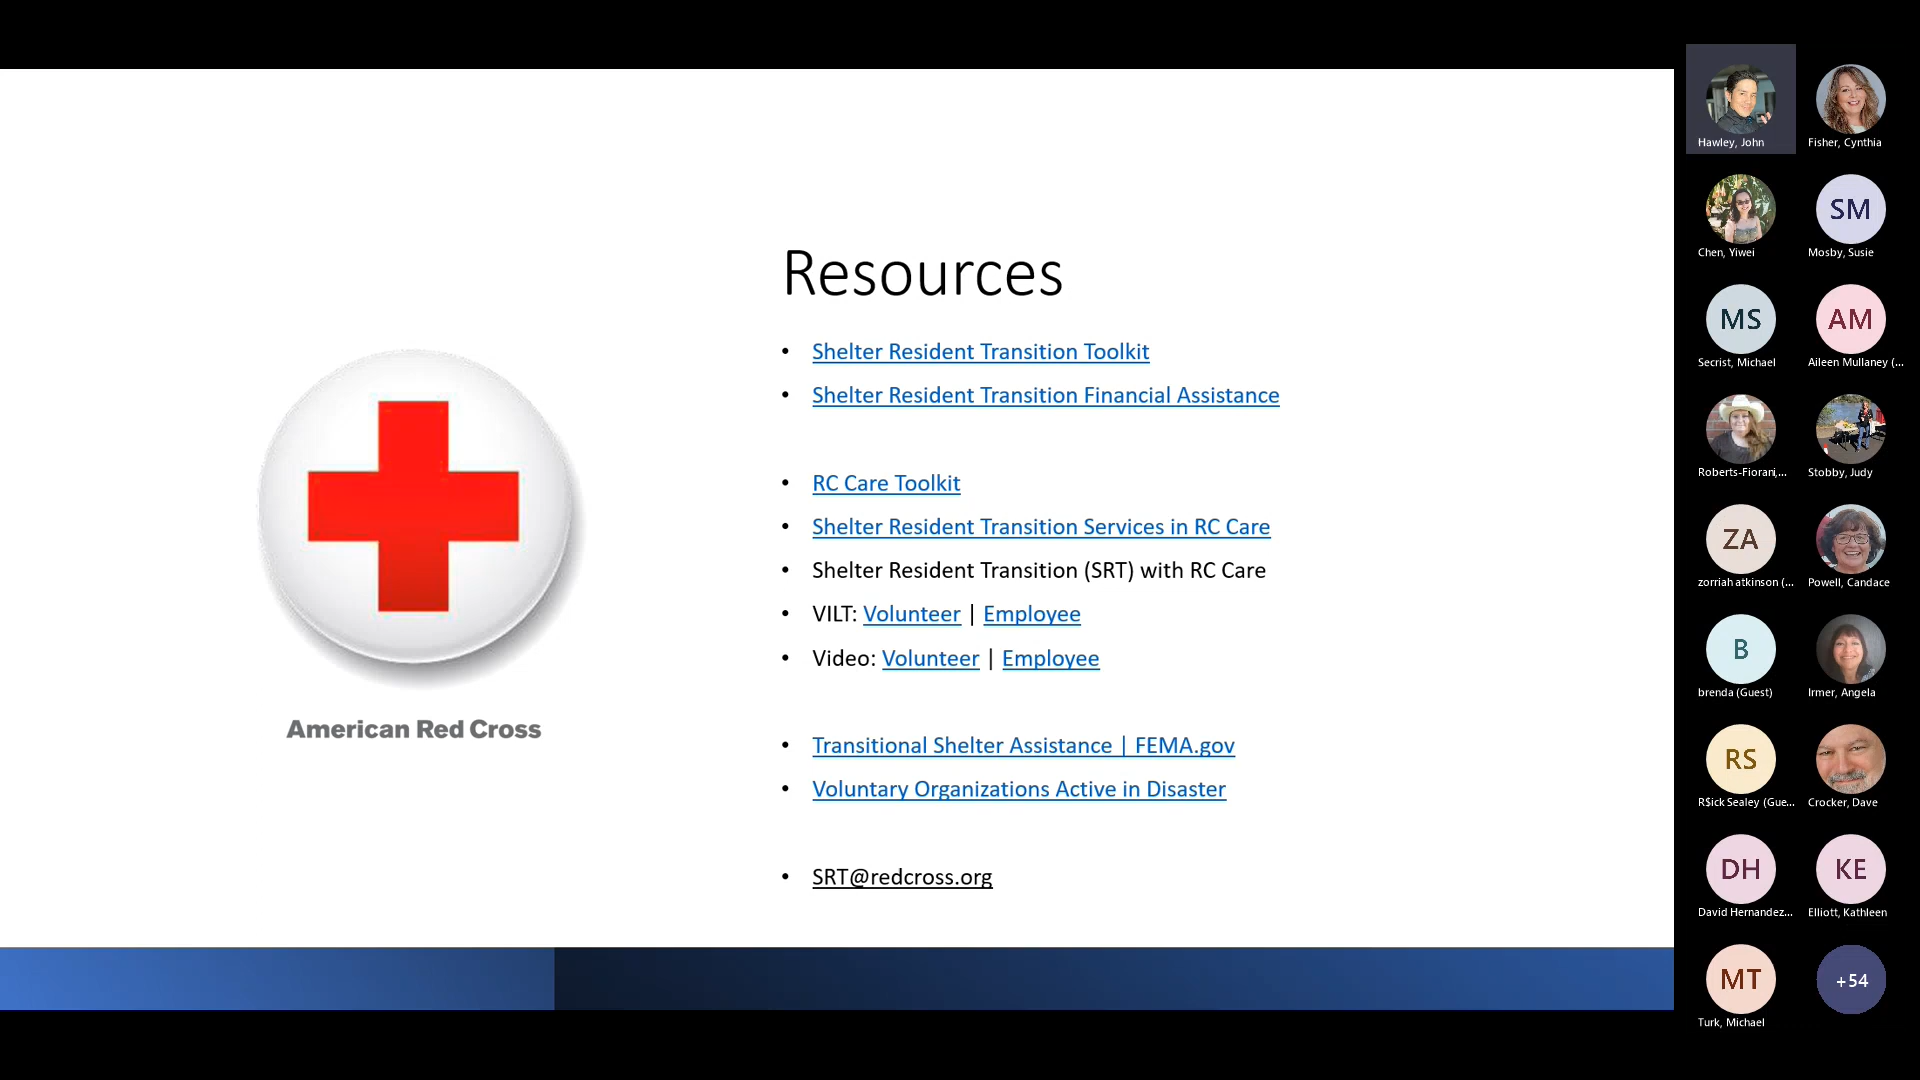 Resources
• Shelter Resident Transition Toolkit
• Shelter Resident Transition Financial Assistance
• RC Care Toolkit
• Shelter Resident Transition Services in RC Care
• Shelter Resident Transition (SRT) with RC Care
• VILT: Volunteer | Employee
• Video: Volunteer | Employee
• Transitional Shelter Assistance | FEMA.gov
• Voluntary Organizations Active in Disaster
• SRT@redcross.org
American Red Cross
Hawley, John
Fisher, Cynthia
Chen, Yiwei
SM
Mosby, Susie
MS
Secrist, Michael
AM
Aileen Mullaney (...
Roberts-Fiorani,...
Stobby, Judy
ZA
zorriah atkinson (...
Powell, Candace
B
brenda (Guest)
Irmer, Angela
RS
R$ick Sealey (Gue...
Crocker, Dave
DH
David Hernandez...
KE
Elliott, Kathleen
MT
Turk, Michael
+54